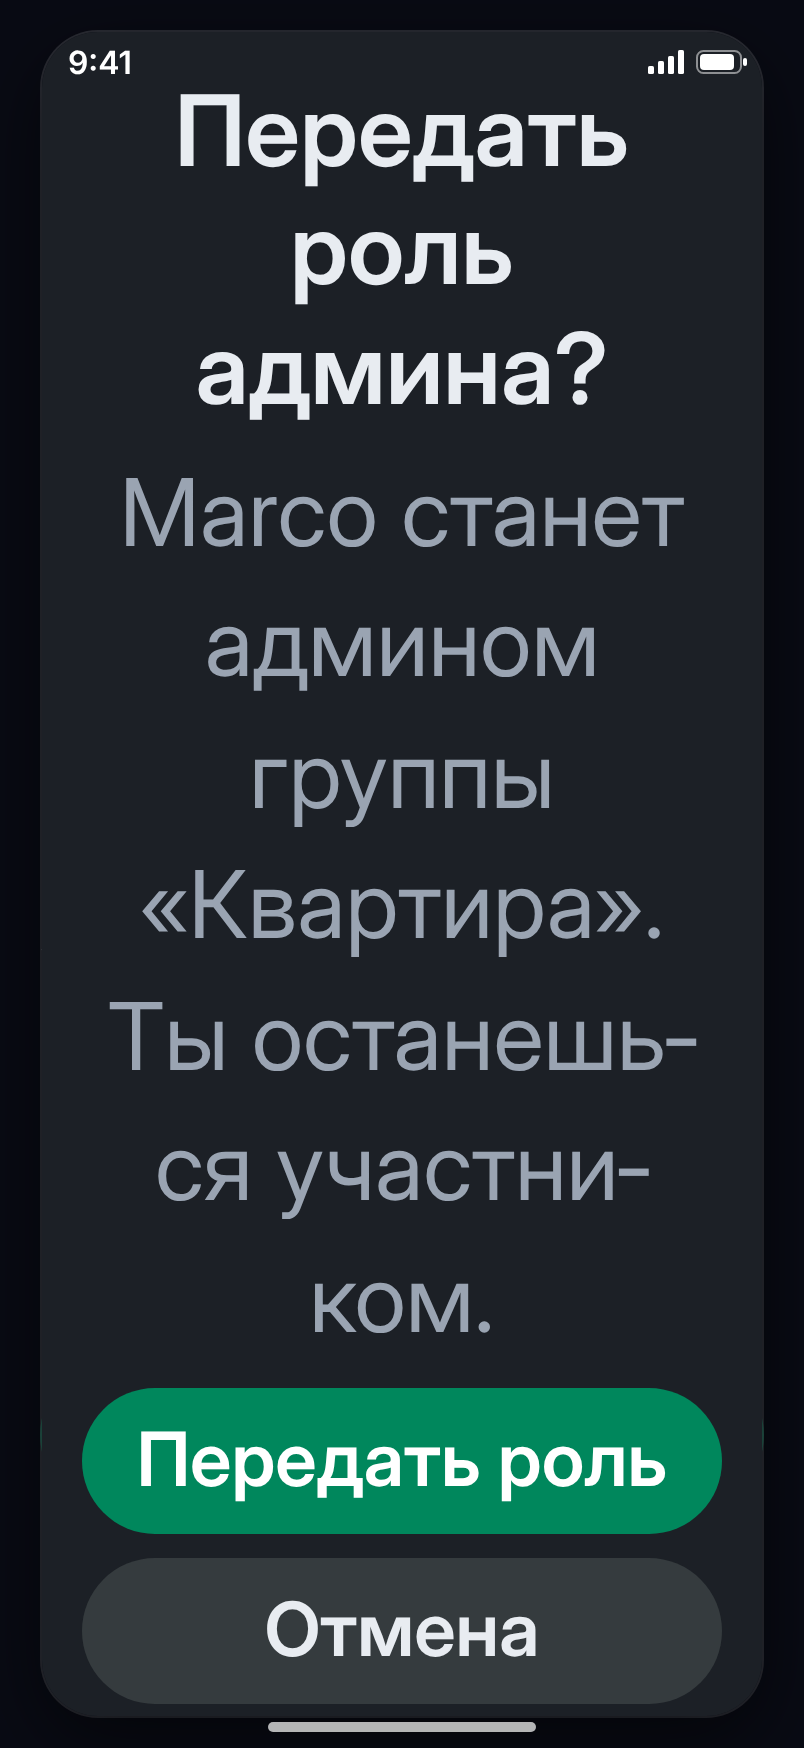 9:41
Передать
роль
админа?
Marco станет
админом
группы
«Квартира».
Ты останешь-
ся участни-
ком.
Передать роль
Отмена